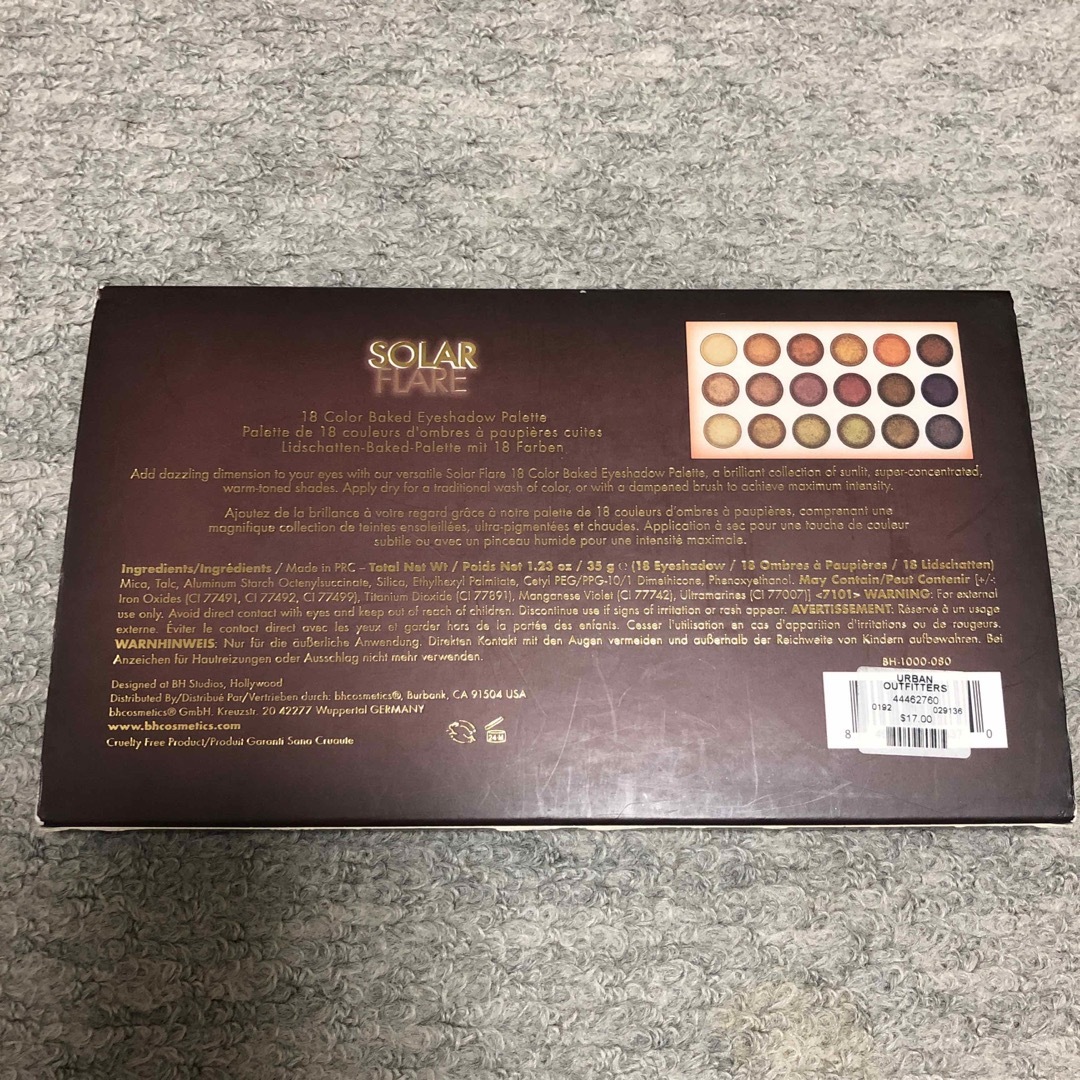 SOLAR
FLARE
18 Color Baked Eyeshadow Palette
Palette de 18 couleurs d'ombres à paupières cuites
Lidschatten-Baked-Palette mit 18 Farben
Add dazzling dimension to your eyes with our versatile Solar Flare 18 Color Baked Eyeshadow Palette, a brilliant collection of sunlit, super-concentrated,
warm-toned shades. Apply dry for a traditional wash of color, or with a dampened brush to achieve maximum intensity.
Ajoutez de la brillance à votre regard grâce à notre palette de 18 couleurs d'ombres à paupières, comprenant une
magnifique collection de teintes ensoleillées, ultra-pigmentées et chaudes. Application à sec pour une touche de couleur
subtile ou avec un pinceau humide pour une intensité maximale.
Ingredients/Ingrédients / Made in PRC – Total Net Wt / Poids Net 1.23 oz / 35 g ℮ (18 Eyeshadow / 18 Ombres à Paupières / 18 Lidschatten)
Mica, Talc, Aluminum Starch Octenylsuccinate, Silica, Ethylhexyl Palmitate, Cetyl PEG/PPG-10/1 Dimethicone, Phenoxyethanol. May Contain/Peut Contenir [+/-:
Iron Oxides (CI 77491, CI 77492, CI 77499), Titanium Dioxide (CI 77891), Manganese Violet (CI 77742), Ultramarines (CI 77007)] <7101> WARNING: For external
use only. Avoid direct contact with eyes and keep out of reach of children. Discontinue use if signs of irritation or rash appear. AVERTISSEMENT: Réservé à un usage
externe. Éviter le contact direct avec les yeux et garder hors de la portée des enfants. Cesser l'utilisation en cas d'apparition d'irritations ou de rougeurs.
WARNHINWEIS: Nur für die äußerliche Anwendung. Direkten Kontakt mit den Augen vermeiden und außerhalb der Reichweite von Kindern aufbewahren. Bei
Anzeichen für Hautreizungen oder Ausschlag nicht mehr verwenden.
BH-1000-080
Designed at BH Studios, Hollywood
Distributed By/Distribué Par/Vertrieben durch: bhcosmetics®, Burbank, CA 91504 USA
bhcosmetics® GmbH. Kreuzstr. 20 42277 Wuppertal GERMANY
www.bhcosmetics.com
Cruelty Free Product/Produit Garanti Sans Cruauté
24 M
URBAN
OUTFITTERS
44462760
0192 029136
$17.00
8 0